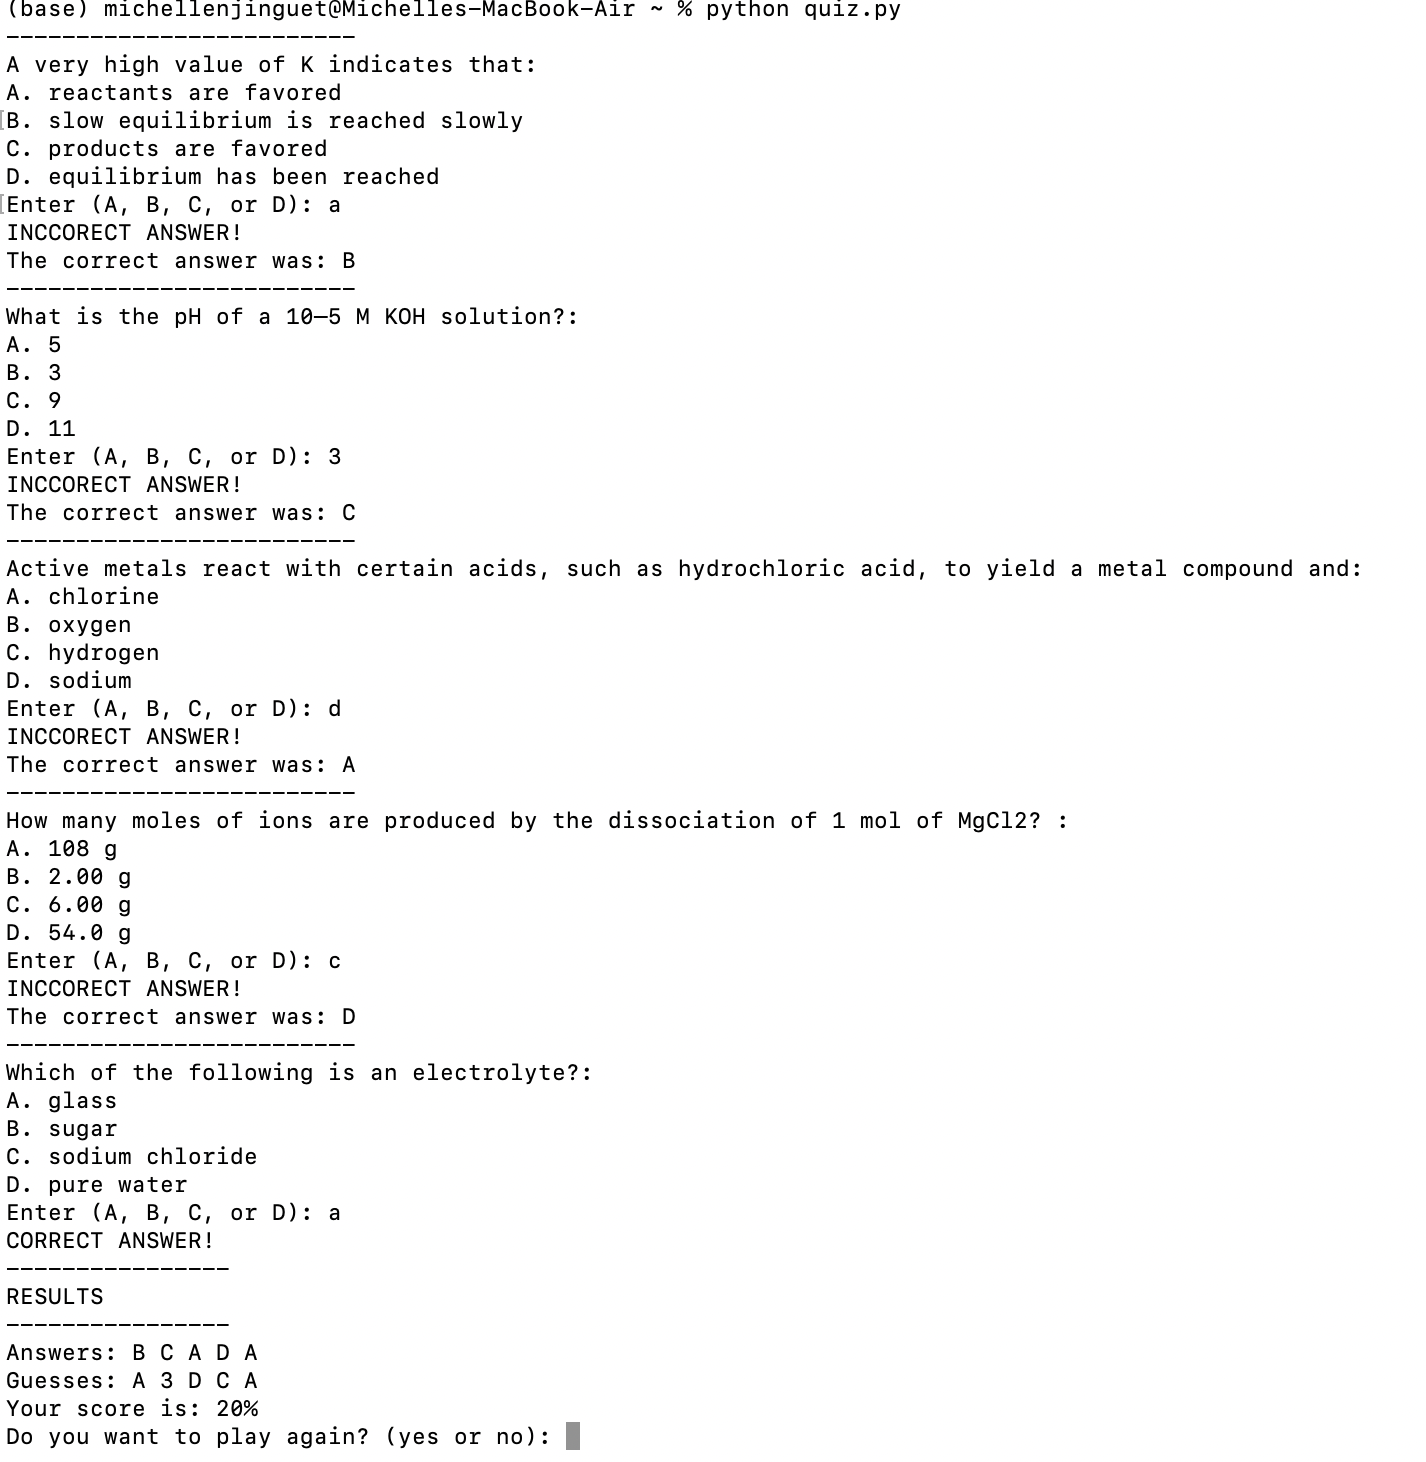 (base) michellenjinguet@Michelles-MacBook-Air ~ % python quiz.py
-------------------------
A very high value of K indicates that:
A. reactants are favored
[B. slow equilibrium is reached slowly
C. products are favored
D. equilibrium has been reached
[Enter (A, B, C, or D): a
INCCORECT ANSWER!
The correct answer was: B
-------------------------
What is the pH of a 10–5 M KOH solution?:
A. 5
B. 3
C. 9
D. 11
Enter (A, B, C, or D): 3
INCCORECT ANSWER!
The correct answer was: C
-------------------------
Active metals react with certain acids, such as hydrochloric acid, to yield a metal compound and:
A. chlorine
B. oxygen
C. hydrogen
D. sodium
Enter (A, B, C, or D): d
INCCORECT ANSWER!
The correct answer was: A
-------------------------
How many moles of ions are produced by the dissociation of 1 mol of MgCl2? :
A. 108 g
B. 2.00 g
C. 6.00 g
D. 54.0 g
Enter (A, B, C, or D): c
INCCORECT ANSWER!
The correct answer was: D
-------------------------
Which of the following is an electrolyte?:
A. glass
B. sugar
C. sodium chloride
D. pure water
Enter (A, B, C, or D): a
CORRECT ANSWER!
----------------
RESULTS
----------------
Answers: B C A D A
Guesses: A 3 D C A
Your score is: 20%
Do you want to play again? (yes or no):